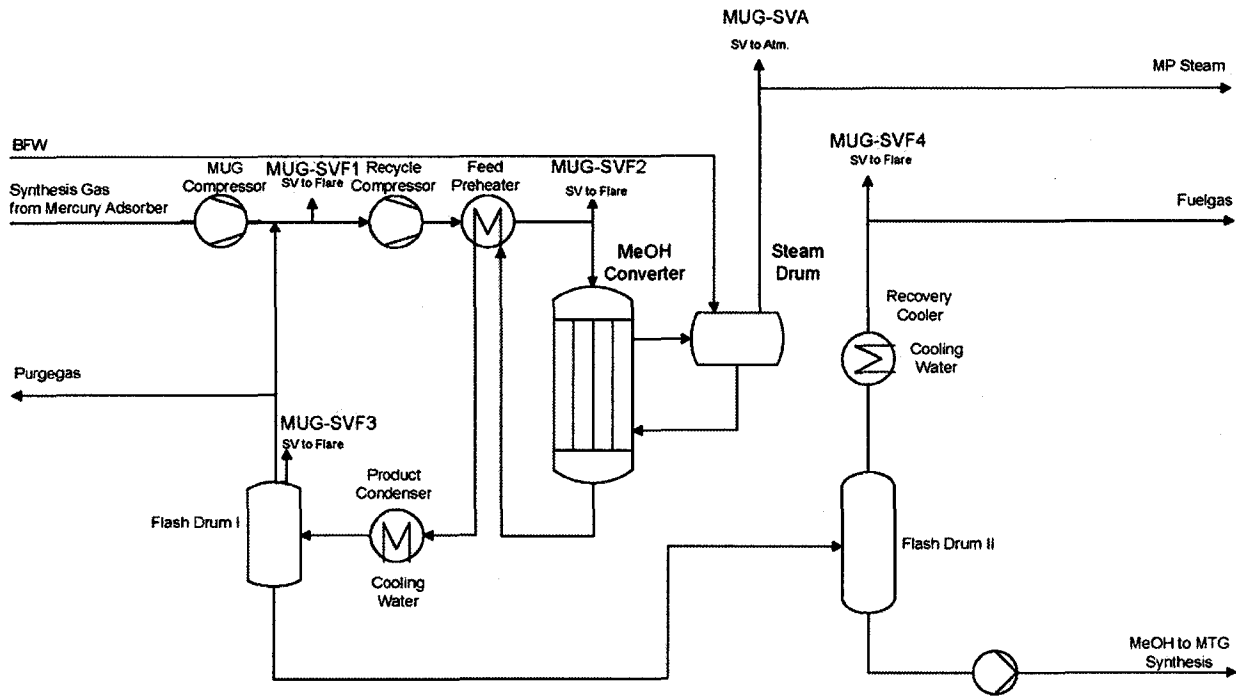 MUG-SVA
SV to Atm.
MP Steam
BFW
MUG
Compressor
MUG-SVF1
SV to Flare
Recycle
Compressor
Feed
Preheater
MUG-SVF2
SV to Flare
MUG-SVF4
SV to Flare
Synthesis Gas
from Mercury Adsorber
Fuelgas
MeOH
Converter
Steam
Drum
Recovery
Cooler
Cooling
Water
Purgegas
MUG-SVF3
SV to Flare
Product
Condenser
Flash Drum I
Cooling
Water
Flash Drum II
MeOH to MTG
Synthesis